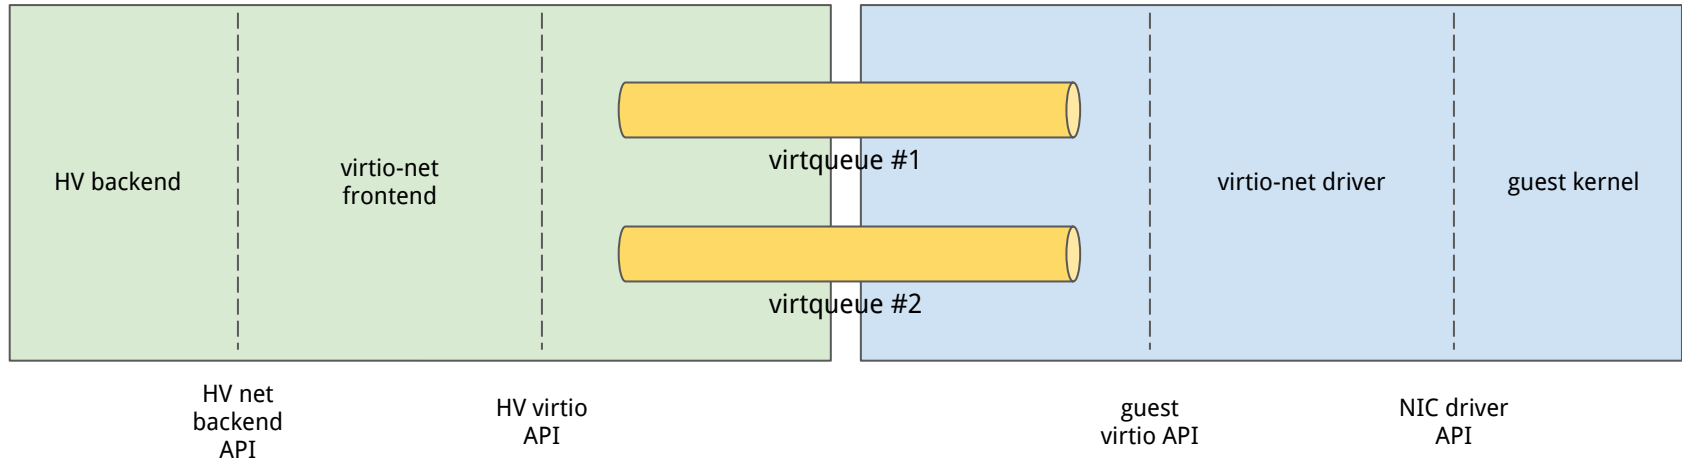 virtqueue #1
HV backend
virtio-net
frontend
virtio-net driver
guest kernel
virtqueue #2
HV net
backend
API
HV virtio
API
guest
virtio API
NIC driver
API